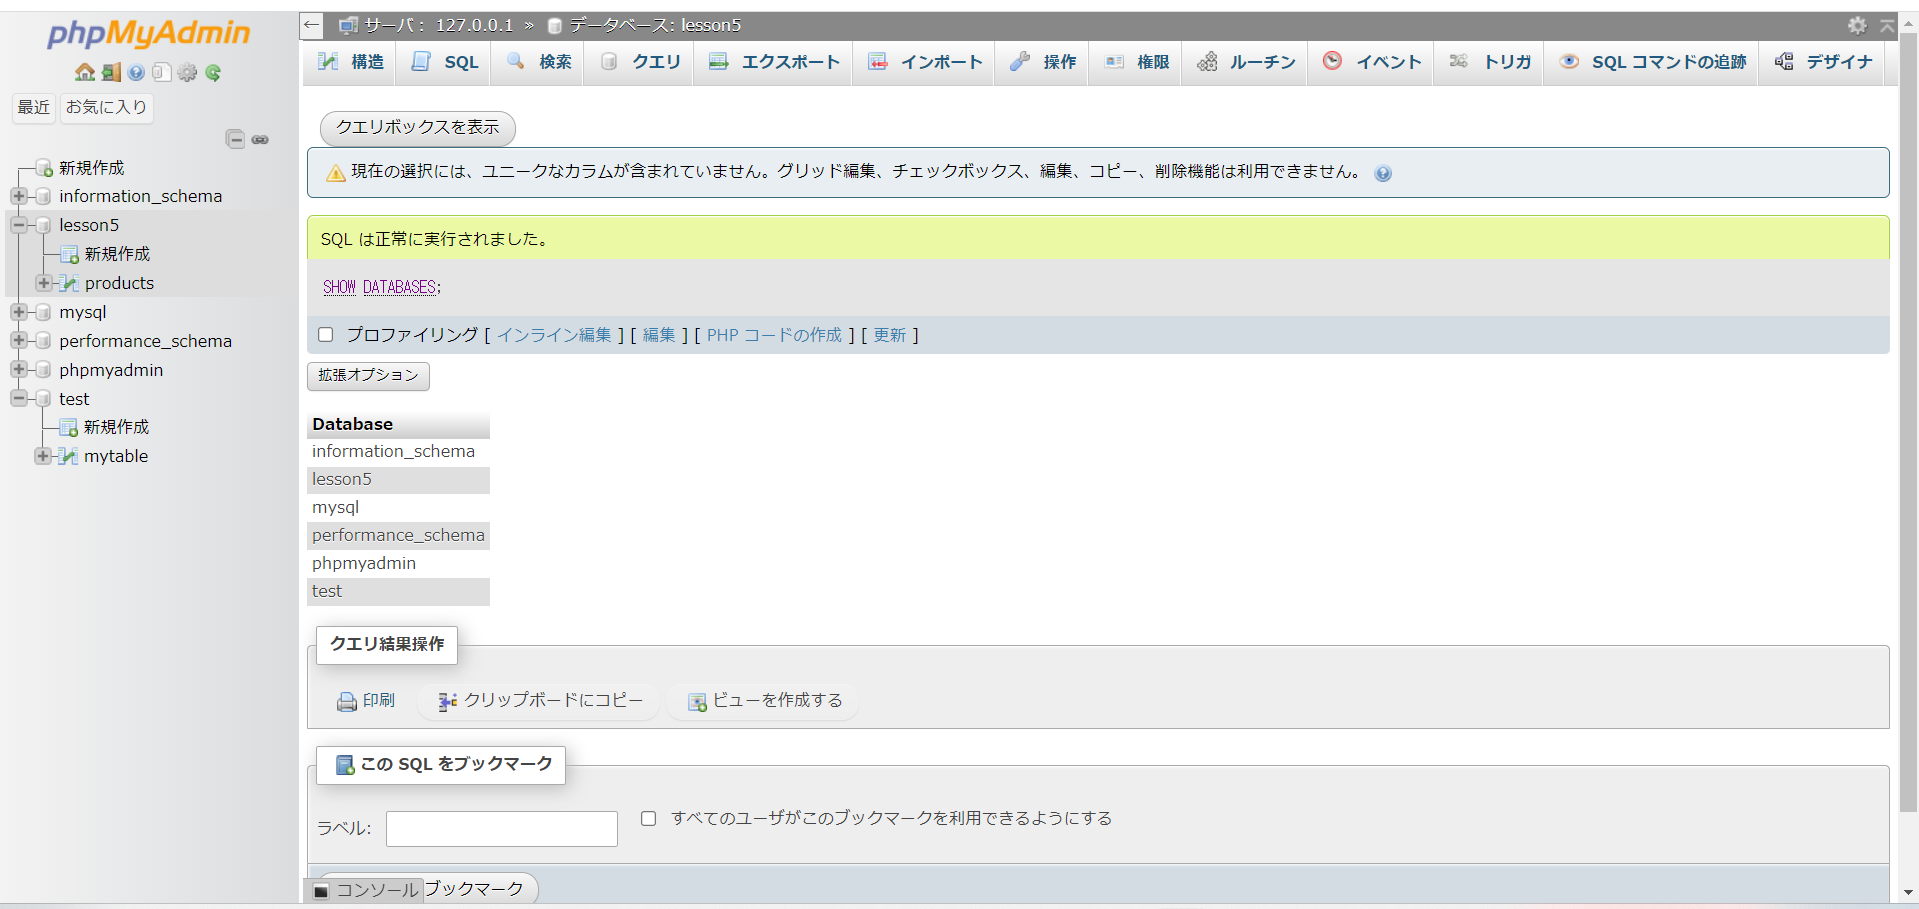 phpMyAdmin
最近 お気に入り
新規作成
information_schema
lesson5
新規作成
products
mysql
performance_schema
phpmyadmin
test
新規作成
mytable
サーバ： 127.0.0.1 » データベース: lesson5
構造 SQL 検索 クエリ エクスポート インポート 操作 権限 ルーチン イベント トリガ SQL コマンドの追跡 デザイナ
クエリボックスを表示
現在の選択には、ユニークなカラムが含まれていません。グリッド編集、チェックボックス、編集、コピー、削除機能は利用できません。
SQL は正常に実行されました。
SHOW DATABASES;
プロファイリング [ インライン編集 ] [ 編集 ] [ PHP コードの作成 ] [ 更新 ]
拡張オプション
Database
information_schema
lesson5
mysql
performance_schema
phpmyadmin
test
クエリ結果操作
印刷 クリップボードにコピー ビューを作成する
この SQL をブックマーク
ラベル: すべてのユーザがこのブックマークを利用できるようにする
コンソール ブックマーク